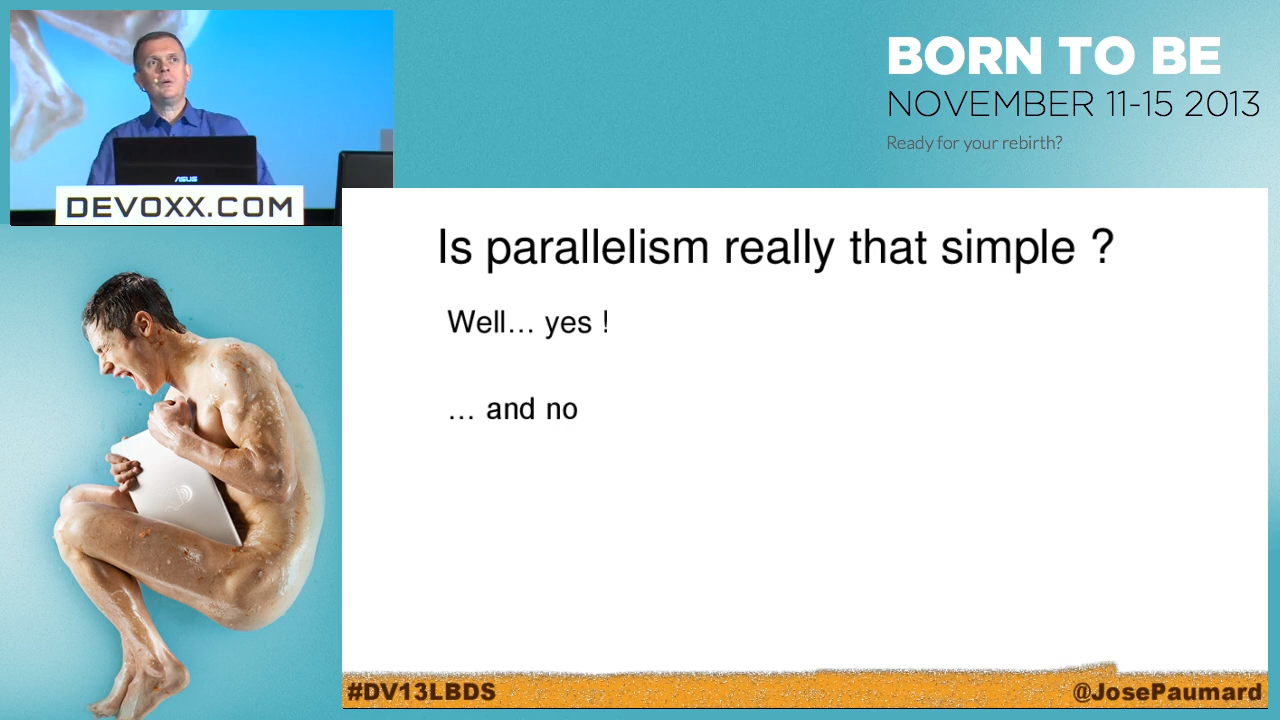 BORN TO BE
NOVEMBER 11-15 2013
Ready for your rebirth?
ASUS
DEVOXX.COM
Is parallelism really that simple ?
Well... yes !
... and no
#DV13LBDS
@JosePaumard